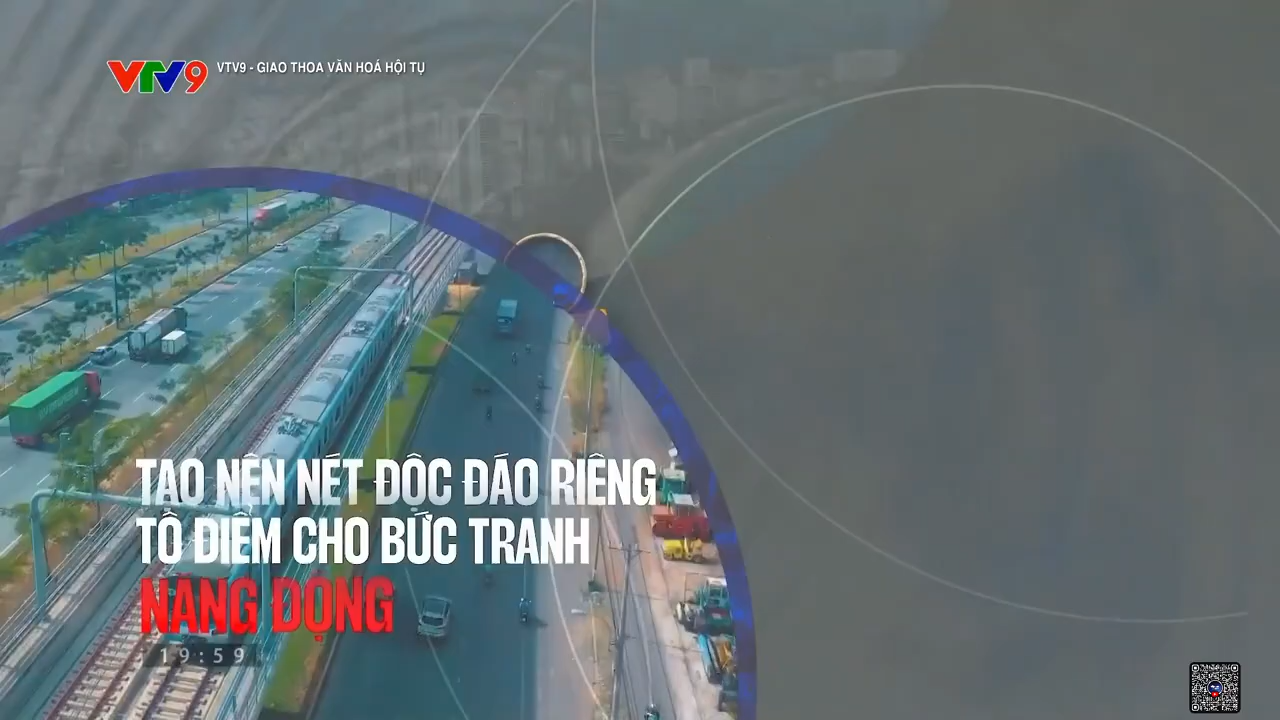 VTV9
VTV9 - GIAO THOA VĂN HOÁ HỘI TỤ
TẠO NÊN NÉT ĐỘC ĐÁO RIÊNG
TÔ ĐIỂM CHO BỨC TRANH
NĂNG ĐỘNG
19:59